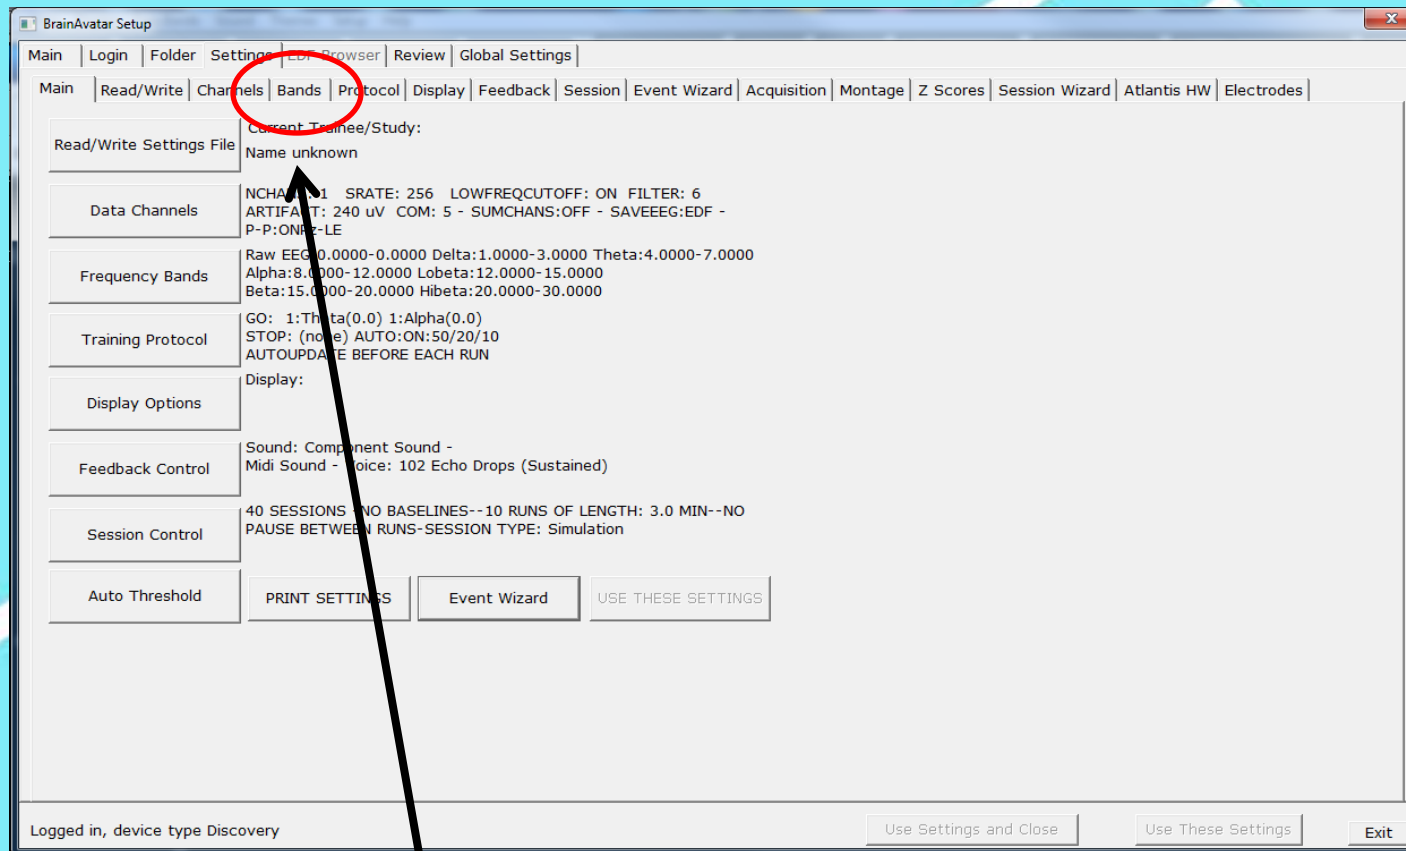 BrainAvatar Setup
Main Login Folder Settings EDF Browser Review Global Settings
Main Read/Write Channels Bands Protocol Display Feedback Session Event Wizard Acquisition Montage Z Scores Session Wizard Atlantis HW Electrodes
Read/Write Settings File
Current Trainee/Study:
Name unknown
Data Channels
NCHANS: 1 SRATE: 256 LOWFREQCUTOFF: ON FILTER: 6
ARTIFACT: 240 uV COM: 5 - SUMCHANS:OFF - SAVEEEG:EDF -
P-P:ON Pz-LE
Frequency Bands
Raw EEG:0.0000-0.0000 Delta:1.0000-3.0000 Theta:4.0000-7.0000
Alpha:8.0000-12.0000 Lobeta:12.0000-15.0000
Beta:15.0000-20.0000 Hibeta:20.0000-30.0000
Training Protocol
GO: 1:Theta(0.0) 1:Alpha(0.0)
STOP: (none) AUTO:ON:50/20/10
AUTOUPDATE BEFORE EACH RUN
Display Options
Display:
Feedback Control
Sound: Component Sound -
Midi Sound - Voice: 102 Echo Drops (Sustained)
Session Control
40 SESSIONS -NO BASELINES--10 RUNS OF LENGTH: 3.0 MIN--NO
PAUSE BETWEEN RUNS-SESSION TYPE: Simulation
Auto Threshold
PRINT SETTINGS Event Wizard USE THESE SETTINGS
Logged in, device type Discovery
Use Settings and Close Use These Settings Exit